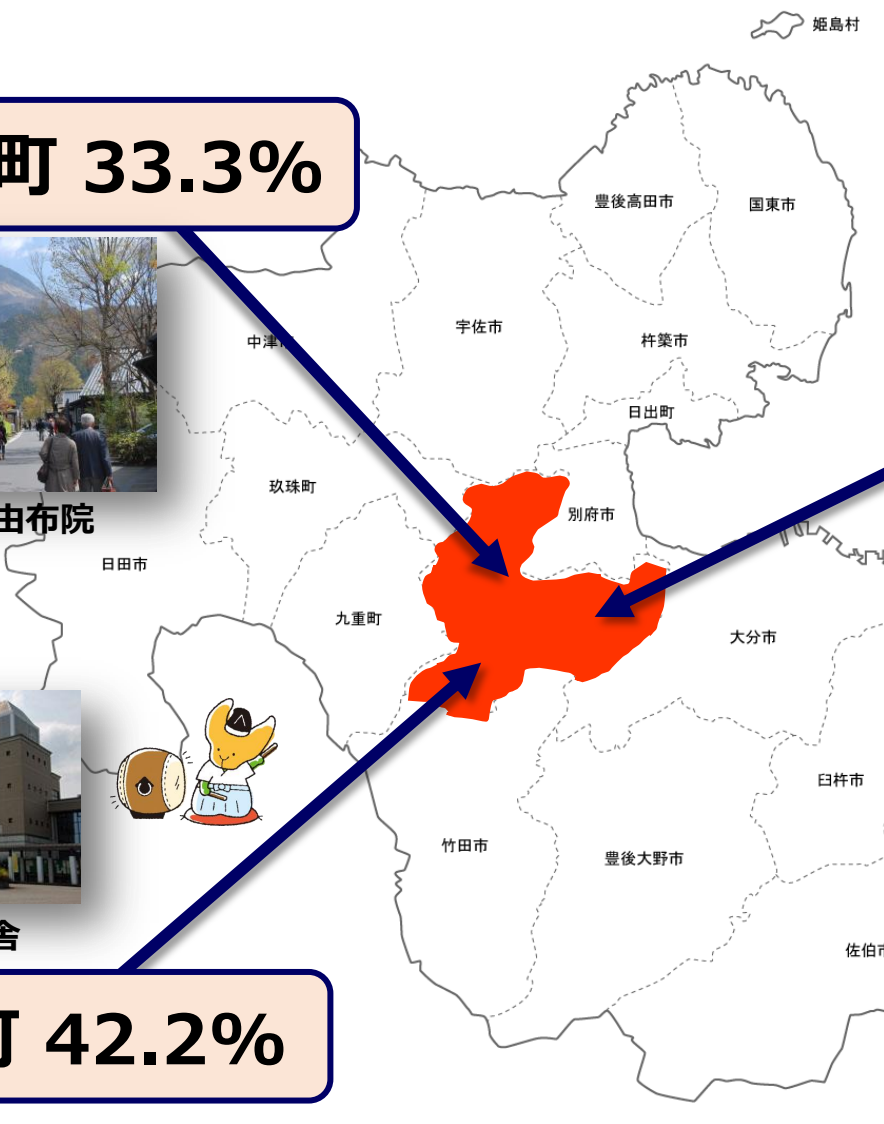 姫島村
町 33.3%
豊後高田市
国東市
宇佐市
中津市
杵築市
日出町
玖珠町
別府市
由布院
日田市
九重町
大分市
臼杵市
竹田市
豊後大野市
舎
佐伯市
町 42.2%